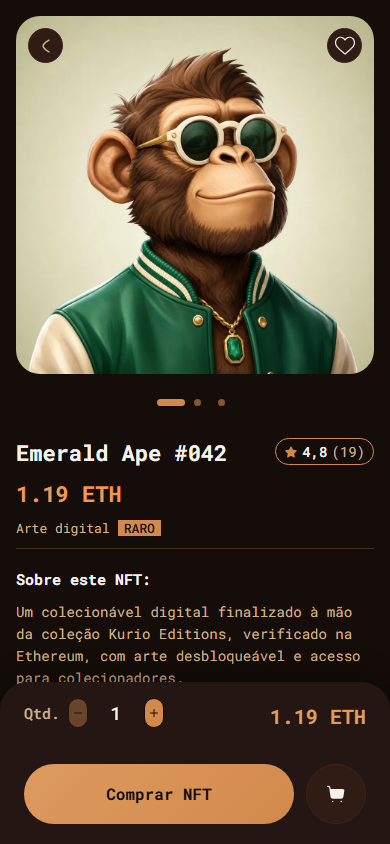 Emerald Ape #042
4,8 (19)
1.19 ETH
Arte digital RARO
Sobre este NFT:
Um colecionável digital finalizado à mão
da coleção Kurio Editions, verificado na
Ethereum, com arte desbloqueável e acesso
para colecionadores.
Qtd. − 1 +
1.19 ETH
Comprar NFT